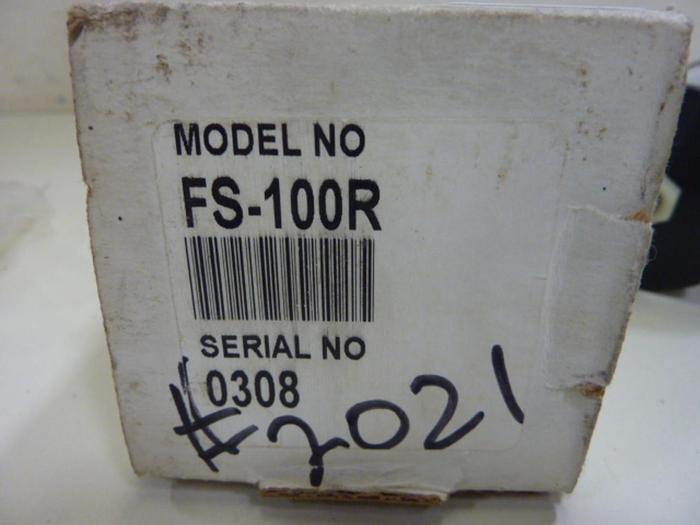 MODEL NO
FS-100R
SERIAL NO
0308
#2021